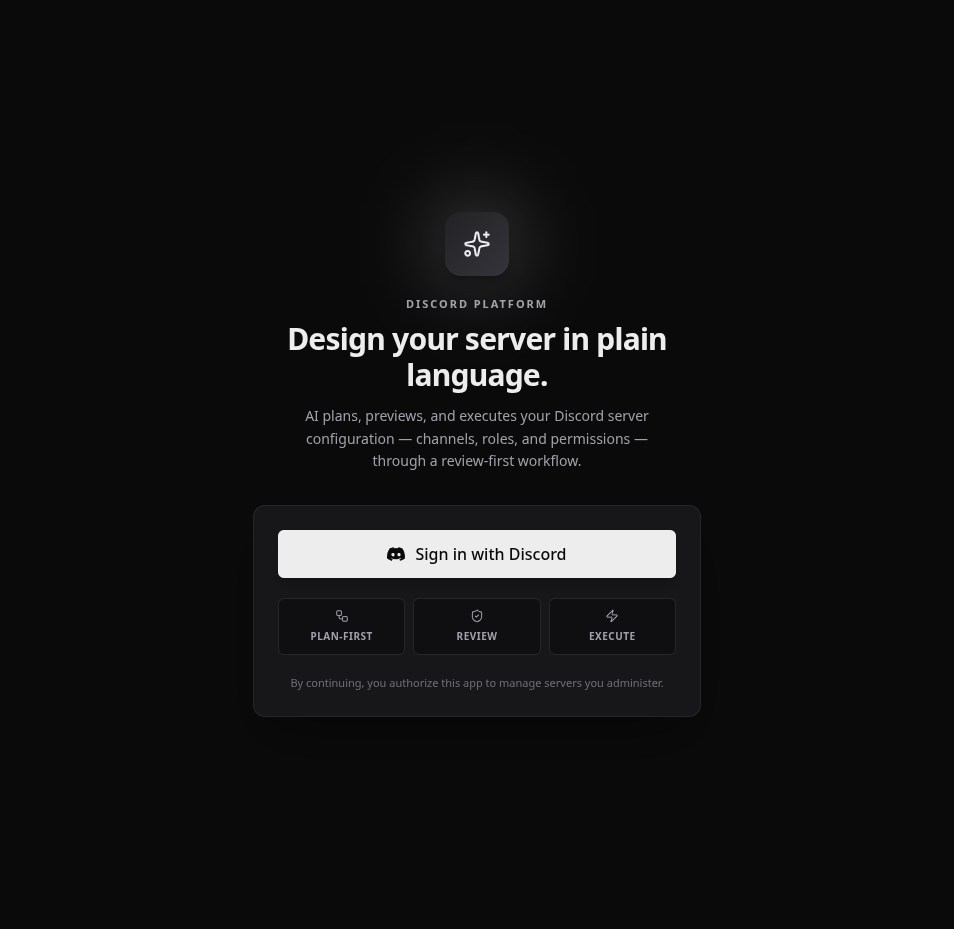 DISCORD PLATFORM
Design your server in plain
language.
AI plans, previews, and executes your Discord server
configuration — channels, roles, and permissions —
through a review-first workflow.
Sign in with Discord
PLAN-FIRST
REVIEW
EXECUTE
By continuing, you authorize this app to manage servers you administer.